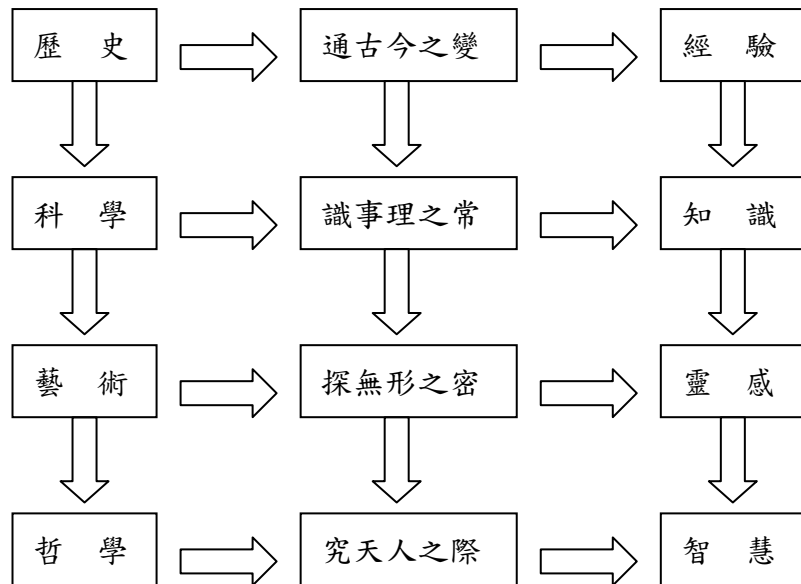 歷 史 通古今之變 經 驗
科 學 識事理之常 知 識
藝 術 探無形之密 靈 感
哲 學 究天人之際 智 慧